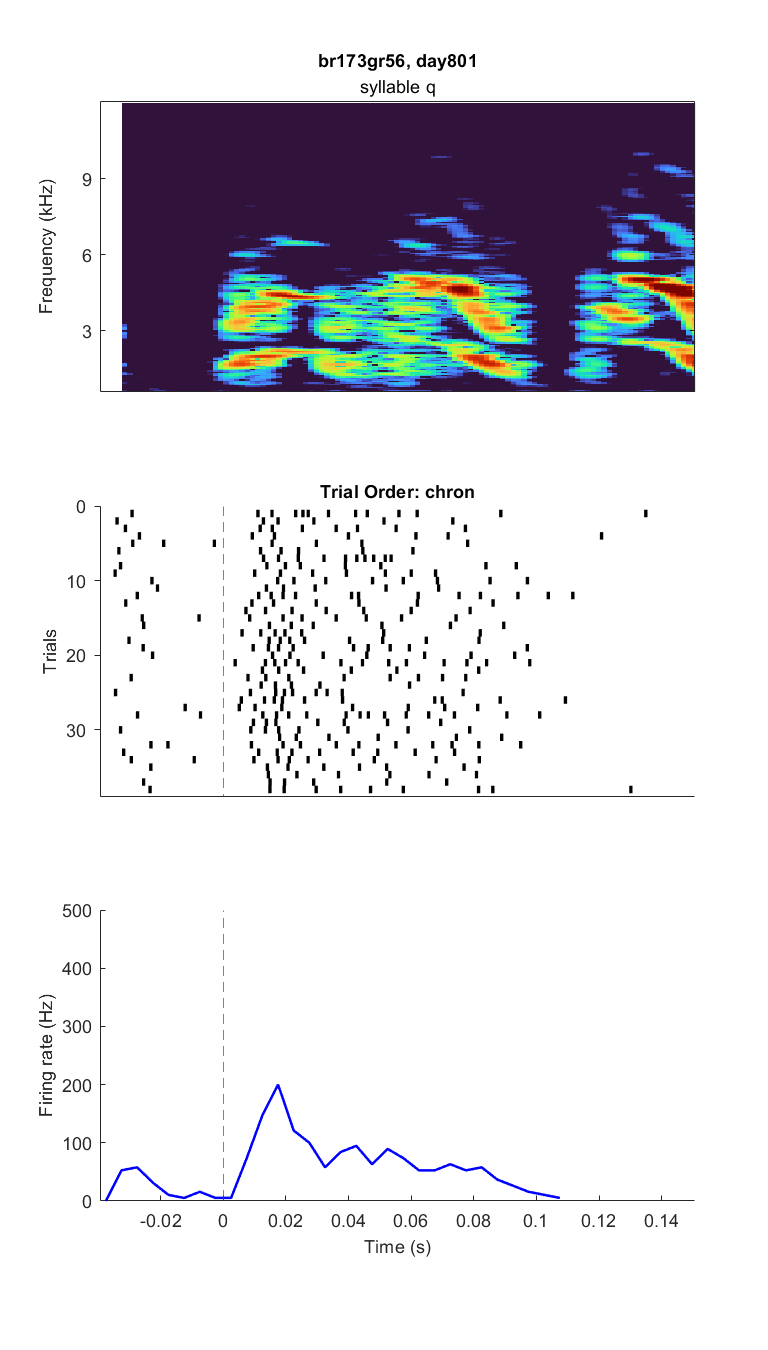 br173gr56, day801
syllable q
Frequency (kHz)
9
6
3
Trial Order: chron
Trials
0
10
20
30
Firing rate (Hz)
500
400
300
200
100
0
-0.02 0 0.02 0.04 0.06 0.08 0.1 0.12 0.14
Time (s)